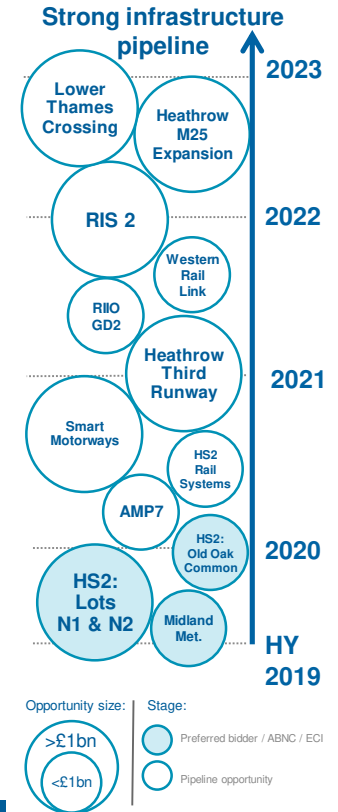 Strong infrastructure
pipeline
2023
Lower
Thames
Crossing
Heathrow
M25
Expansion
2022
RIS 2
Western
Rail
Link
RIIO
GD2
Heathrow
Third
Runway
2021
Smart
Motorways
HS2
Rail
Systems
AMP7
HS2:
Old Oak
Common
2020
HS2:
Lots
N1 & N2
Midland
Met.
HY
2019
Opportunity size:
>£1bn
<£1bn
Stage:
Preferred bidder / ABNC / ECI
Pipeline opportunity